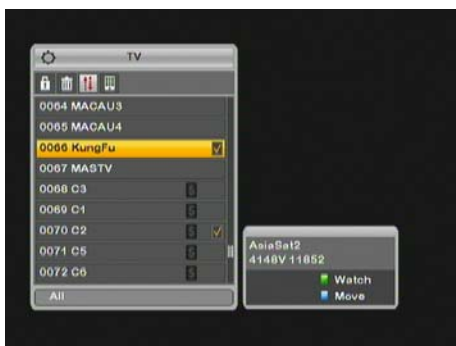 TV
0064 MACAU3
0065 MACAU4
0066 KungFu
0067 MASTV
0068 C3
0069 C1
0070 C2
0071 C5
0072 C6
All
AsiaSat2
4148V 11852
Watch
Move